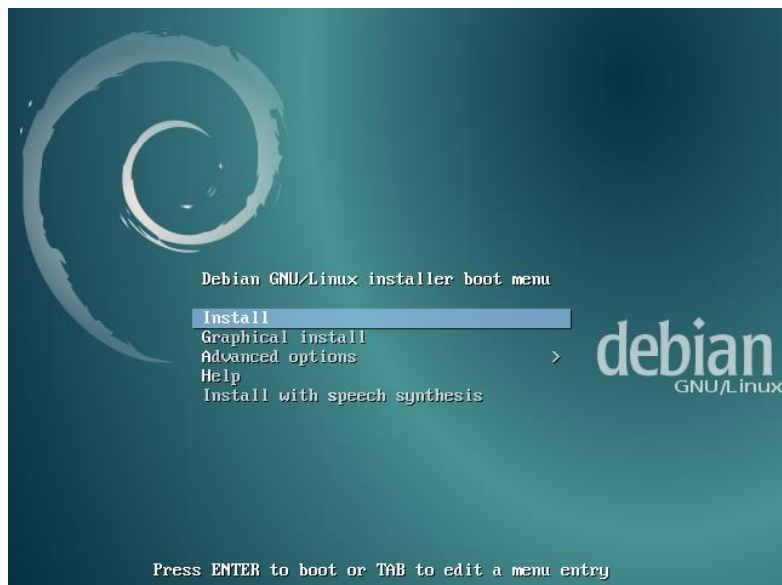 Debian GNU/Linux installer boot menu
Install
Graphical install
Advanced options >
Help
Install with speech synthesis
debian
GNU/Linux
Press ENTER to boot or TAB to edit a menu entry